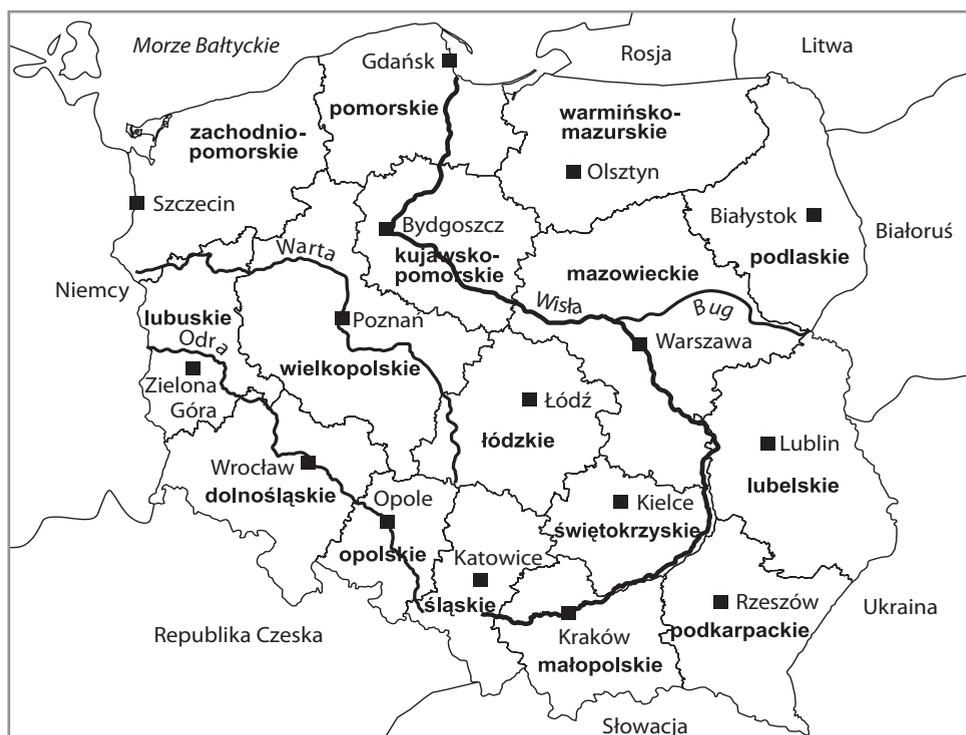 Morze Bałtyckie
Rosja
Litwa
Gdańsk
pomorskie
warmińsko-
mazurskie
zachodnio-
pomorskie
Olsztyn
Szczecin
Białystok
Bydgoszcz
Białoruś
Warta
kujawsko-
pomorskie
podlaskie
mazowieckie
Niemcy
Wisła
Bug
lubuskie
Poznań
Odra
Warszawa
wielkopolskie
Zielona
Góra
Łódź
łódzkie
Lublin
Wrocław
lubelskie
dolnośląskie
Opole
Kielce
świętokrzyskie
opolskie
Katowice
śląskie
Rzeszów
Ukraina
Republika Czeska
Kraków
podkarpackie
małopolskie
Słowacja